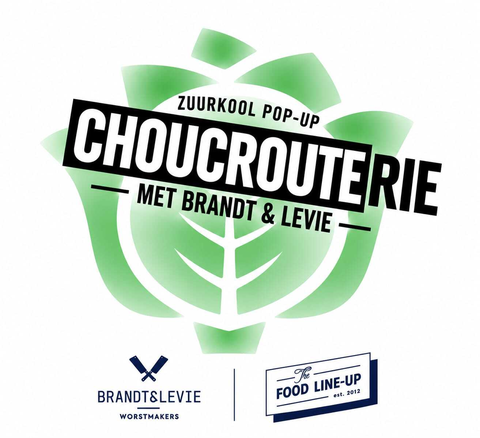 ZUURKOOL POP-UP
CHOUCROUTERIE
MET BRANDT & LEVIE
BRANDT&LEVIE
WORSTMAKERS
The
FOOD LINE-UP
est. 2012